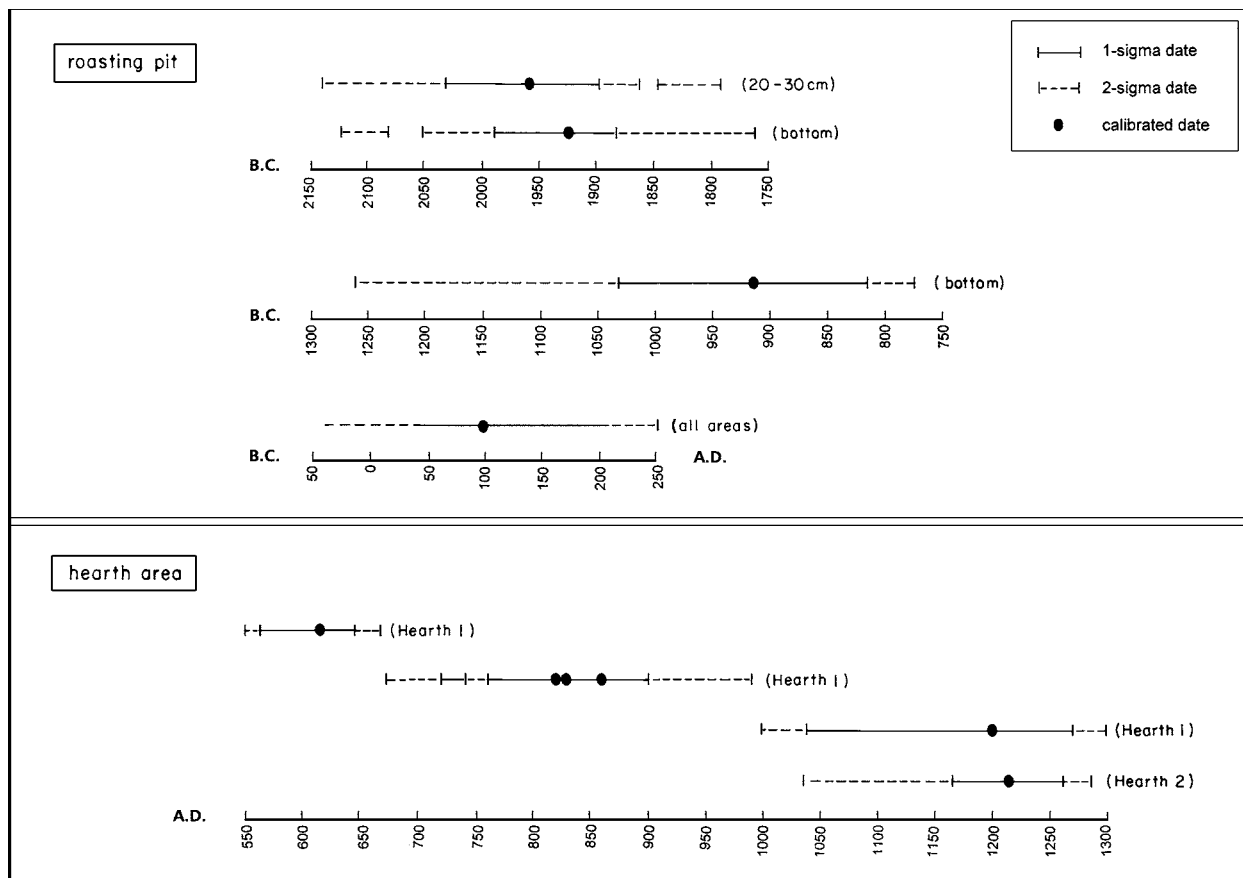 roasting pit
1-sigma date
2-sigma date
calibrated date
(20-30cm)
(bottom)
B.C.
2150 2100 2050 2000 1950 1900 1850 1800 1750
(bottom)
B.C.
1300 1250 1200 1150 1100 1050 1000 950 900 850 800 750
(all areas)
B.C. A.D.
50 0 50 100 150 200 250
hearth area
(Hearth 1)
(Hearth 1)
(Hearth 1)
(Hearth 2)
A.D.
550 600 650 700 750 800 850 900 950 1000 1050 1100 1150 1200 1250 1300